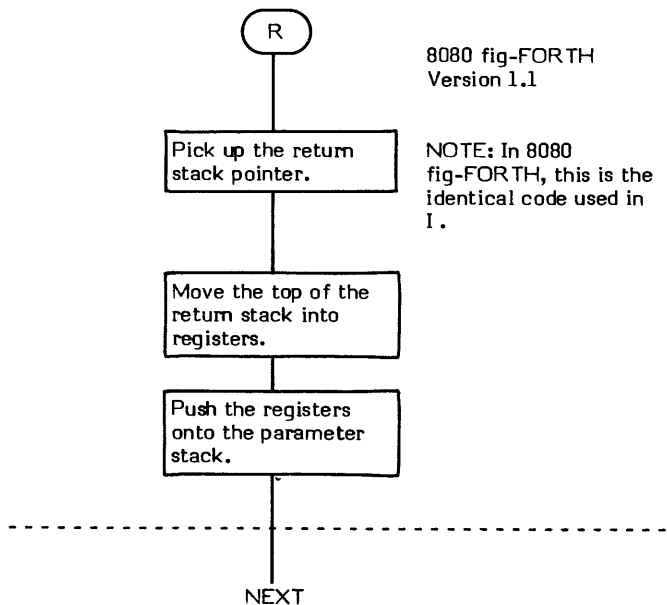 R
8080 fig-FORTH
Version 1.1
Pick up the return
stack pointer.
NOTE: In 8080
fig-FORTH, this is the
identical code used in
I .
Move the top of the
return stack into
registers.
Push the registers
onto the parameter
stack.
NEXT